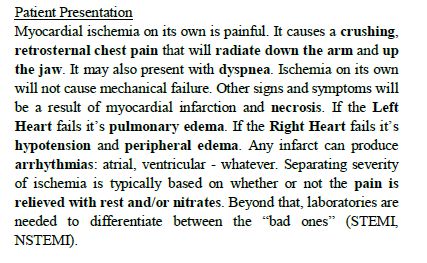 Patient Presentation
Myocardial ischemia on its own is painful. It causes a crushing,
retrosternal chest pain that will radiate down the arm and up
the jaw. It may also present with dyspnea. Ischemia on its own
will not cause mechanical failure. Other signs and symptoms will
be a result of myocardial infarction and necrosis. If the Left
Heart fails it's pulmonary edema. If the Right Heart fails it's
hypotension and peripheral edema. Any infarct can produce
arrhythmias: atrial, ventricular - whatever. Separating severity
of ischemia is typically based on whether or not the pain is
relieved with rest and/or nitrates. Beyond that, laboratories are
needed to differentiate between the “bad ones” (STEMI,
NSTEMI).